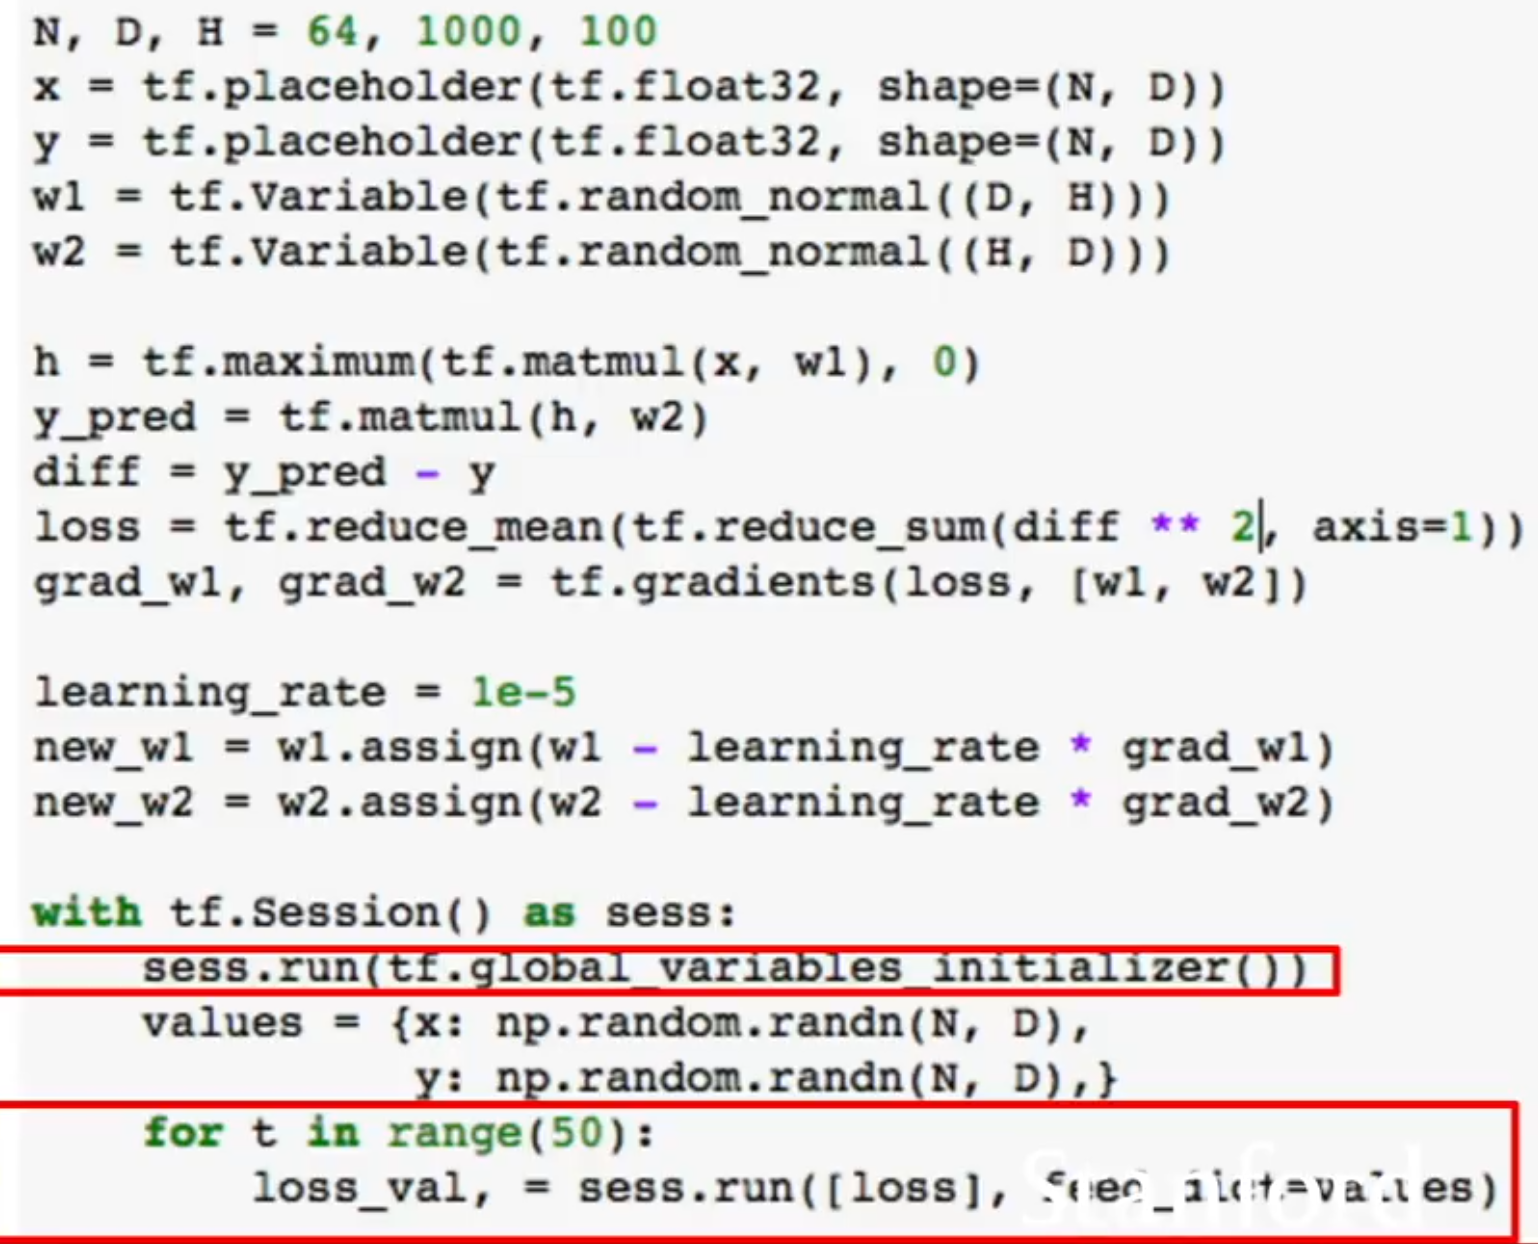 N, D, H = 64, 1000, 100
x = tf.placeholder(tf.float32, shape=(N, D))
y = tf.placeholder(tf.float32, shape=(N, D))
w1 = tf.Variable(tf.random_normal((D, H)))
w2 = tf.Variable(tf.random_normal((H, D)))

h = tf.maximum(tf.matmul(x, w1), 0)
y_pred = tf.matmul(h, w2)
diff = y_pred - y
loss = tf.reduce_mean(tf.reduce_sum(diff ** 2, axis=1))
grad_w1, grad_w2 = tf.gradients(loss, [w1, w2])

learning_rate = 1e-5
new_w1 = w1.assign(w1 - learning_rate * grad_w1)
new_w2 = w2.assign(w2 - learning_rate * grad_w2)

with tf.Session() as sess:
    sess.run(tf.global_variables_initializer())
    values = {x: np.random.randn(N, D),
              y: np.random.randn(N, D),}
    for t in range(50):
        loss_val, = sess.run([loss], feed_dict=values)
Stanford